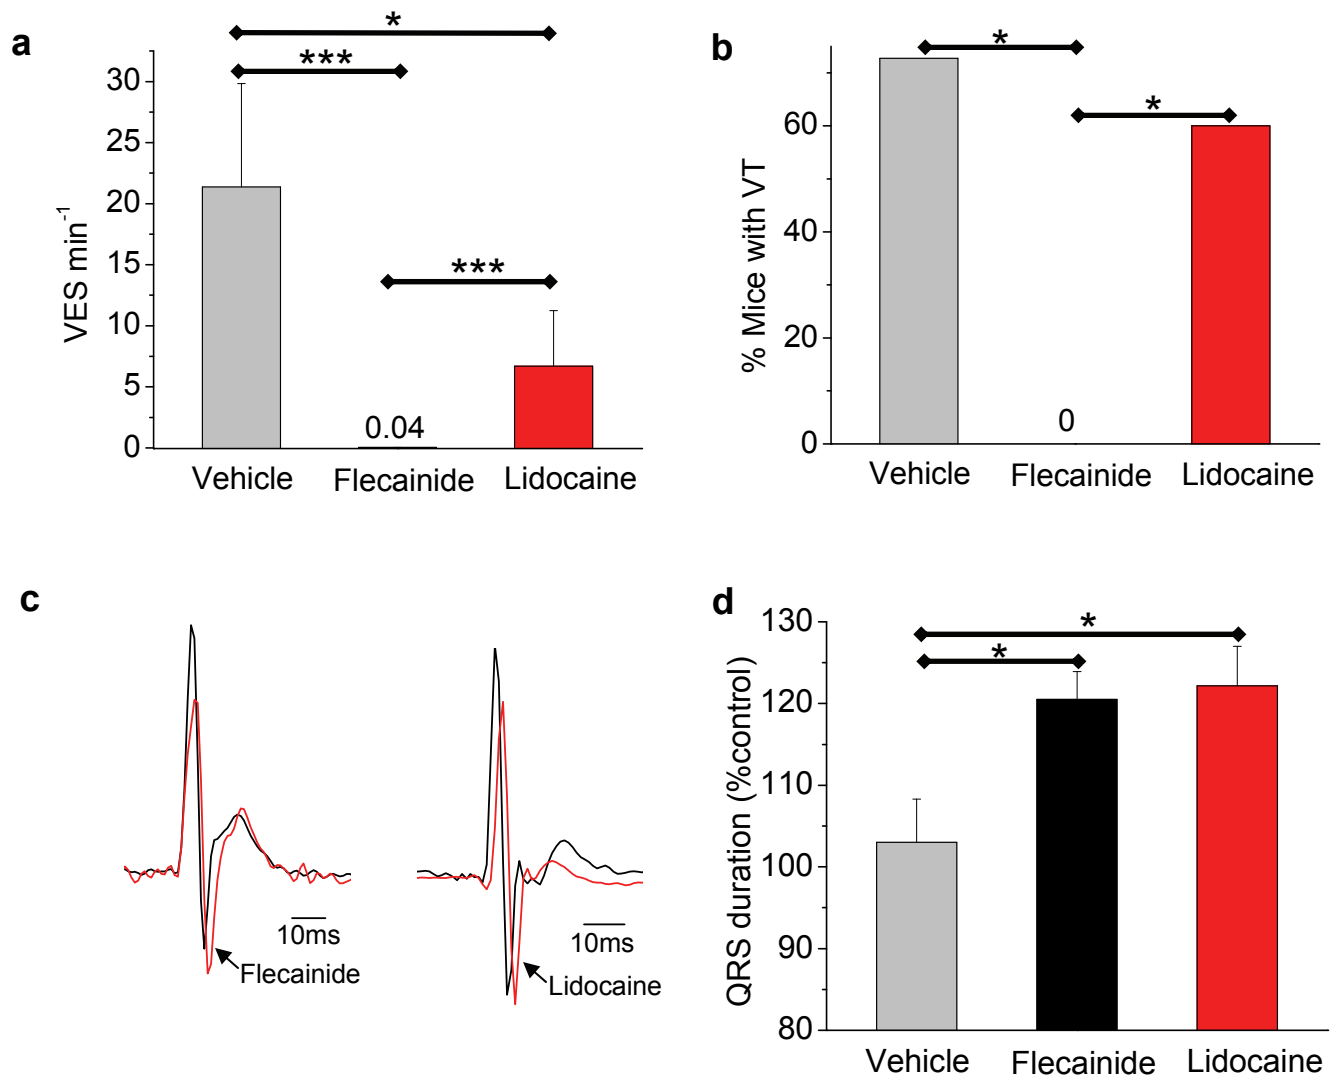 a
*
***
***
VES min⁻¹
30
25
20
15
10
5
0
0.04
Vehicle
Flecainide
Lidocaine
b
*
*
% Mice with VT
60
40
20
0
0
Vehicle
Flecainide
Lidocaine
c
10ms
Flecainide
10ms
Lidocaine
d
*
*
QRS duration (%control)
130
120
110
100
90
80
Vehicle
Flecainide
Lidocaine